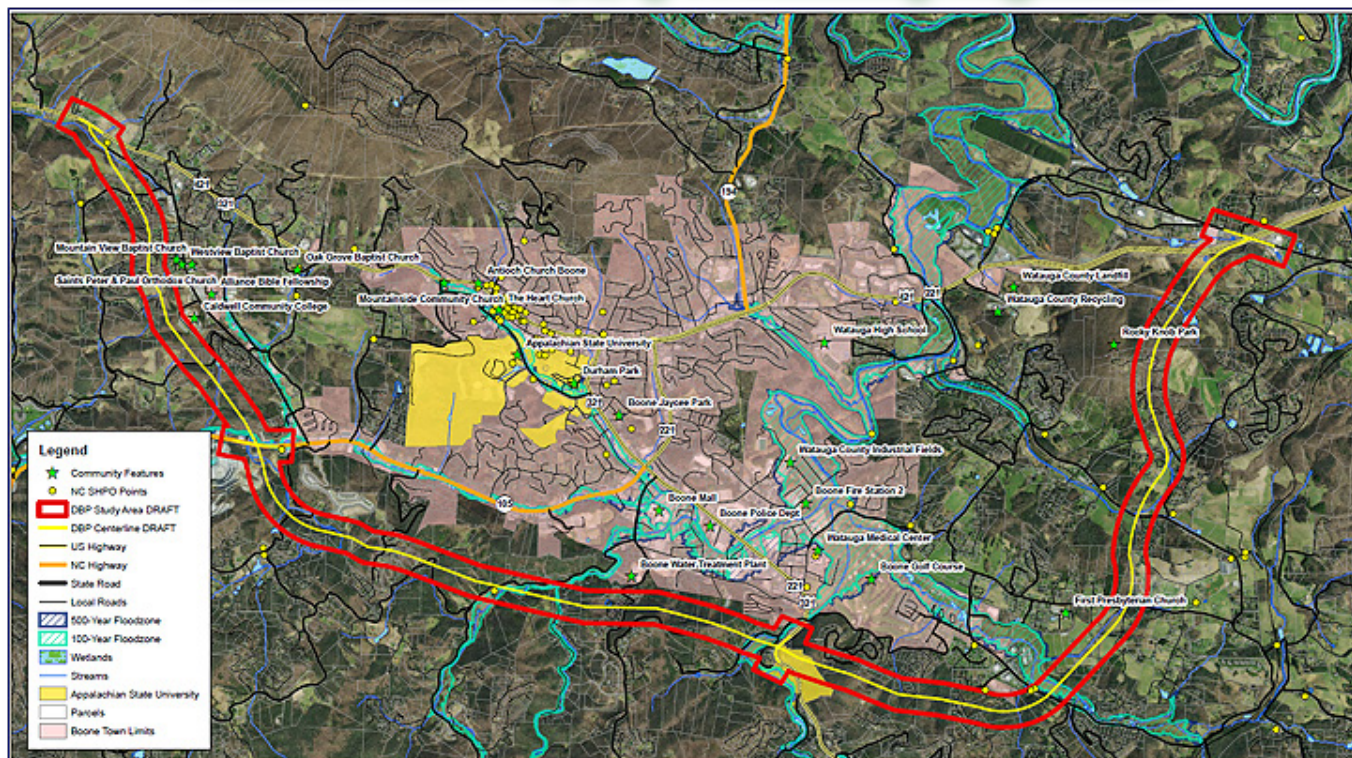 194
421
321
Mountain View Baptist Church
Westview Baptist Church
Oak Grove Baptist Church
Saints Peter & Paul Orthodox Church
Alliance Bible Fellowship
Caldwell Community College
Antioch Church Boone
Mountainside Community Church
The Heart Church
Appalachian State University
Durham Park
321
Boone Jaycee Park
221
421
221
Watauga County Landfill
Watauga County Recycling
Watauga High School
Rocky Knob Park
Watauga County Industrial Fields
105
Boone Mall
Boone Fire Station 2
Boone Police Dept
Watauga Medical Center
Boone Water Treatment Plant
Boone Golf Course
221
321
First Presbyterian Church
Legend
Community Features
NC SHPO Points
DBP Study Area DRAFT
DBP Centerline DRAFT
US Highway
NC Highway
State Road
Local Roads
500-Year Floodzone
100-Year Floodzone
Wetlands
Streams
Appalachian State University
Parcels
Boone Town Limits